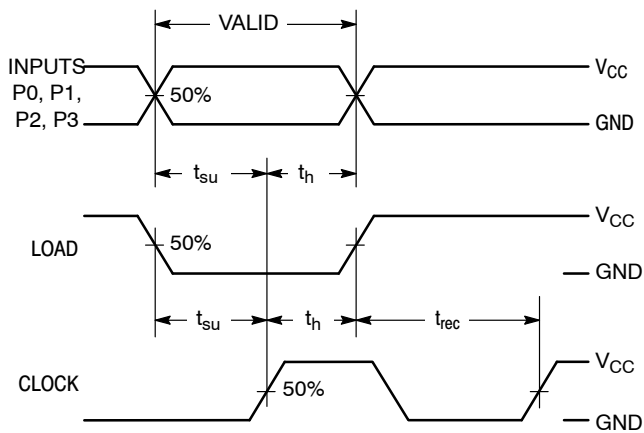 VALID
INPUTS
P0, P1,
P2, P3
50%
VCC
GND
tsu
th
LOAD
50%
VCC
GND
tsu
th
trec
CLOCK
50%
VCC
GND